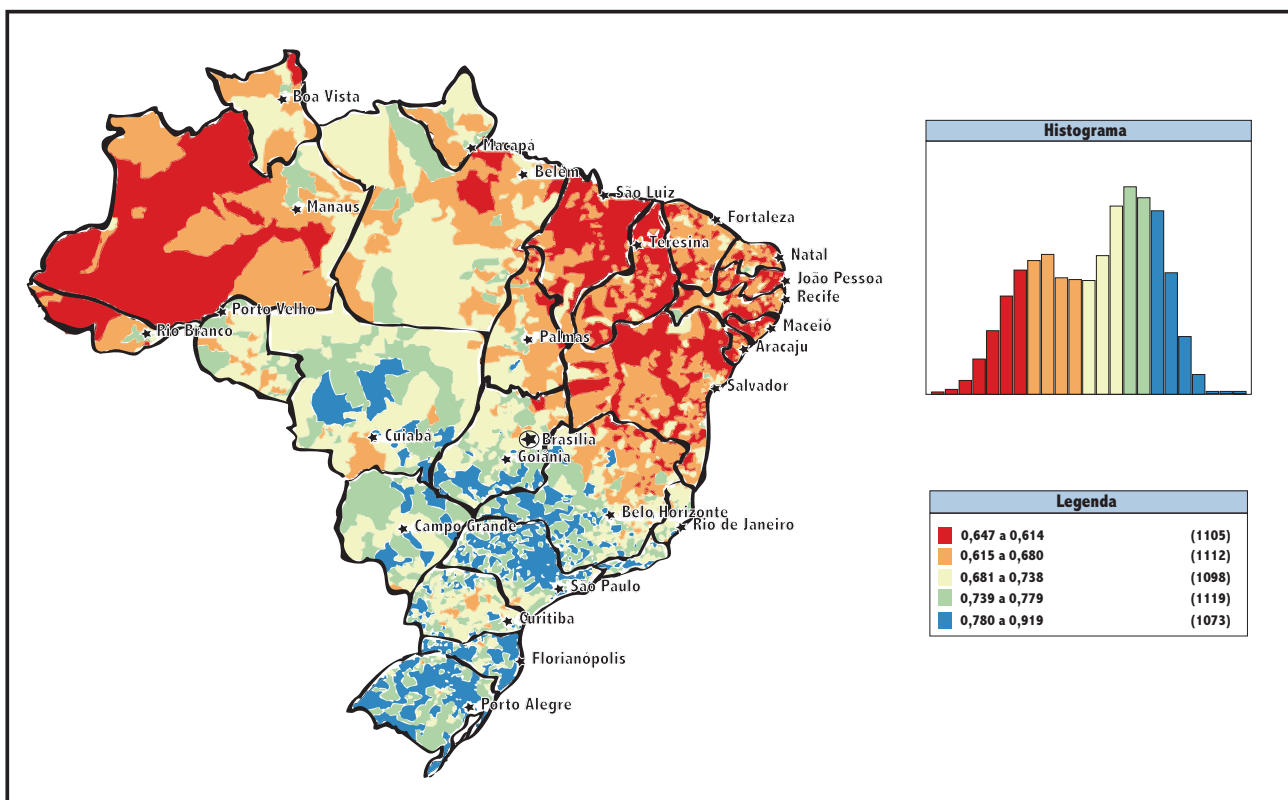 Boa Vista
Macapá
Belém
São Luiz
Manaus
Fortaleza
Teresina
Natal
João Pessoa
Recife
Porto Velho
Rio Branco
Maceió
Palmas
Aracaju
Salvador
Cuiabá
Brasília
Goiânia
Belo Horizonte
Rio de Janeiro
Campo Grande
São Paulo
Curitiba
Florianópolis
Porto Alegre
Histograma
Legenda
0,647 a 0,614 (1105)
0,615 a 0,680 (1112)
0,681 a 0,738 (1098)
0,739 a 0,779 (1119)
0,780 a 0,919 (1073)